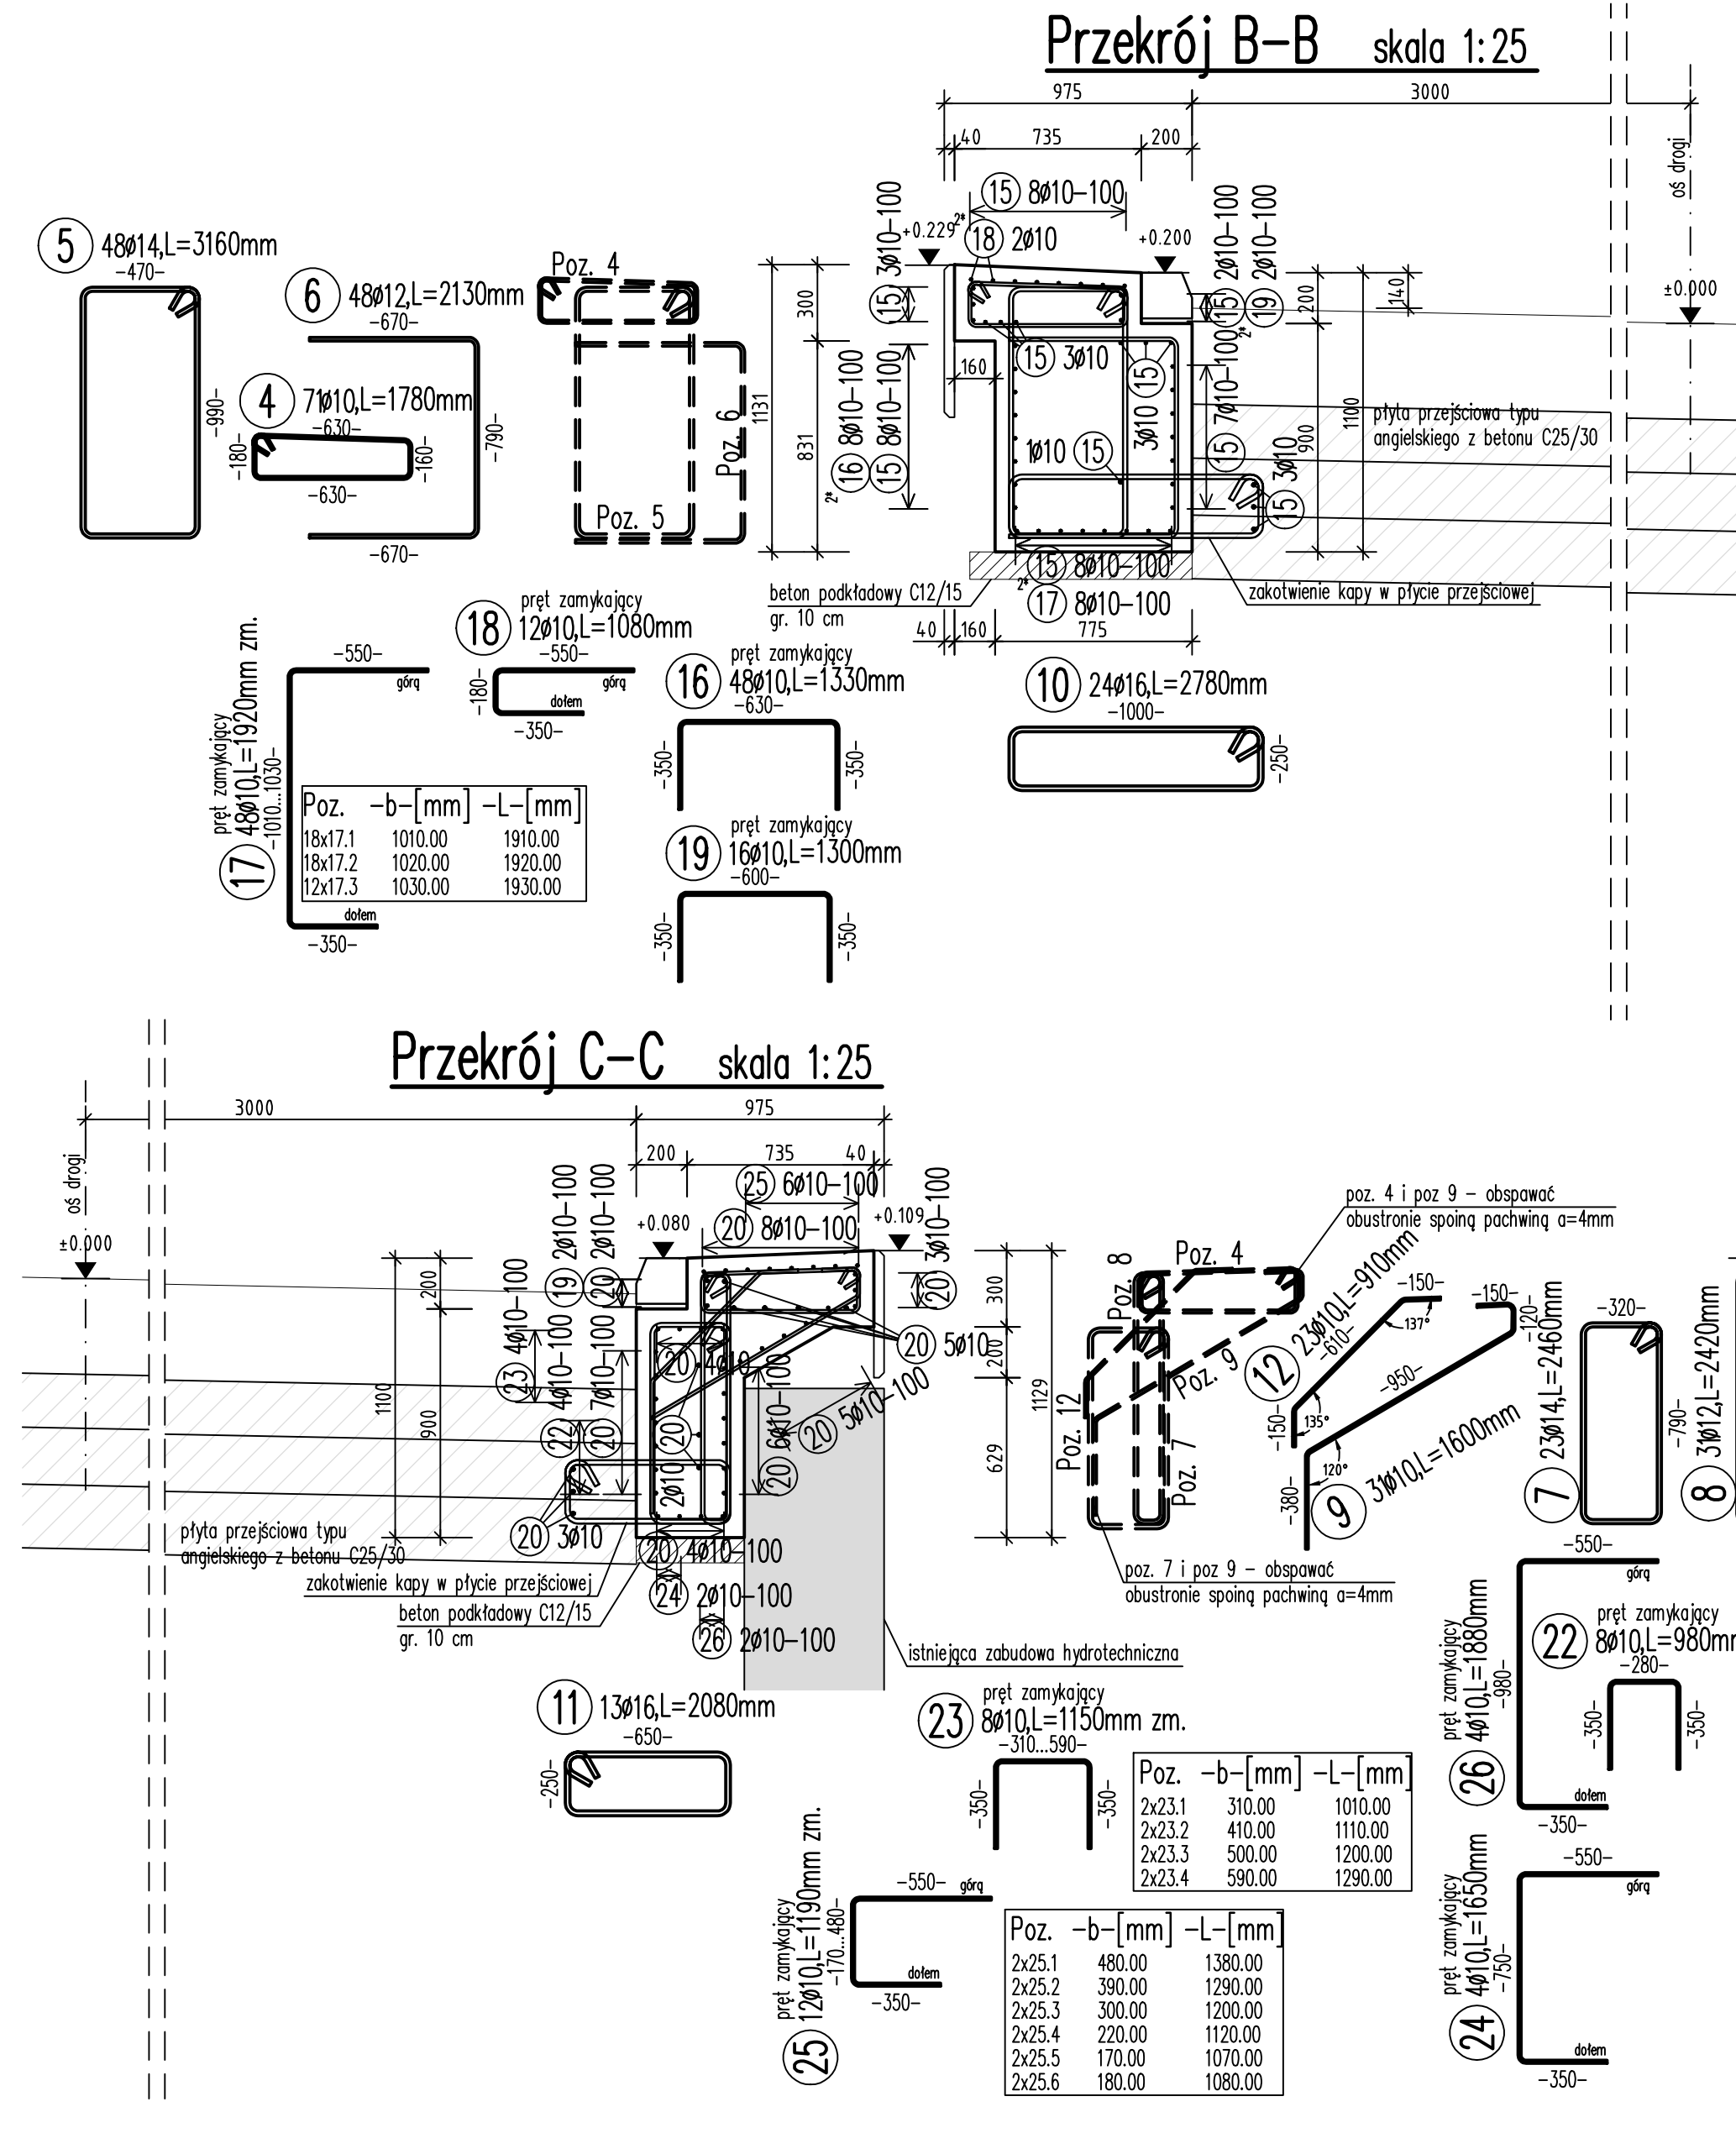 Przekrój B-B skala 1:25
975
3000
40
735
200
oś drogi
15 8ø10-100
15 3ø10-100
+0.229
2*
18 2ø10
+0.200
15 2ø10-100
19 2ø10-100
2*
±0.000
5 48ø14,L=3160mm
-470-
-990-
6 48ø12,L=2130mm
-670-
-790-
-670-
4 71ø10,L=1780mm
-630-
-180-
-160-
-630-
Poz. 4
Poz. 6
Poz. 5
1131
300
831
160
2*
16 8ø10-100
15 8ø10-100
15 3ø10
15
3ø10
1ø10 15
15 7ø10-100
15 3ø10
200
900
1100
140
płyta przejściowa typu
angielskiego z betonu C25/30
15 8ø10-100
2*
17 8ø10-100
beton podkładowy C12/15
gr. 10 cm
zakotwienie kapy w płycie przejściowej
40
160
775
17
pręt zamykający
48ø10,L=1920mm zm.
-1010...1030-
-550-
górą
dołem
-350-
18
pręt zamykający
12ø10,L=1080mm
-550-
-180-
górą
dołem
-350-
16
pręt zamykający
48ø10,L=1330mm
-630-
-350-
-350-
10 24ø16,L=2780mm
-1000-
-250-
Poz. -b-[mm] -L-[mm]
18x17.1 1010.00 1910.00
18x17.2 1020.00 1920.00
12x17.3 1030.00 1930.00
19
pręt zamykający
16ø10,L=1300mm
-600-
-350-
-350-
Przekrój C-C skala 1:25
3000
975
200
735
40
oś drogi
±0.000
25 6ø10-100
20 8ø10-100
+0.080
+0.109
19 2ø10-100
20 2ø10-100
20 3ø10-100
23 4ø10-100
22 4ø10-100
20 7ø10-100
20 4ø10
20 5ø10
20 5ø10-100
20 6ø10-100
20
2ø10
200
900
1100
300
200
629
1129
20 3ø10
20 4ø10-100
24 2ø10-100
26 2ø10-100
płyta przejściowa typu
angielskiego z betonu C25/30
zakotwienie kapy w płycie przejściowej
beton podkładowy C12/15
gr. 10 cm
istniejąca zabudowa hydrotechniczna
poz. 4 i poz 9 - obspawać
obustronie spoiną pachwiną a=4mm
Poz. 8
Poz. 4
Poz. 9
Poz. 12
Poz. 7
poz. 7 i poz 9 - obspawać
obustronie spoiną pachwiną a=4mm
12 23ø10,L=910mm
-150-
137°
-610-
135°
-150-
9 31ø10,L=1600mm
-150-
-120-
-950-
120°
-380-
7 23ø14,L=2460mm
-320-
-790-
8 31ø12,L=2420mm
11 13ø16,L=2080mm
-650-
-250-
23
pręt zamykający
8ø10,L=1150mm zm.
-310...590-
-350-
-350-
Poz. -b-[mm] -L-[mm]
2x23.1 310.00 1010.00
2x23.2 410.00 1110.00
2x23.3 500.00 1200.00
2x23.4 590.00 1290.00
26
pręt zamykający
4ø10,L=1880mm
-980-
-550-
górą
dołem
-350-
22
pręt zamykający
8ø10,L=980mm
-280-
-350-
-350-
25
pręt zamykający
12ø10,L=1190mm zm.
-170...480-
-550-
górą
dołem
-350-
Poz. -b-[mm] -L-[mm]
2x25.1 480.00 1380.00
2x25.2 390.00 1290.00
2x25.3 300.00 1200.00
2x25.4 220.00 1120.00
2x25.5 170.00 1070.00
2x25.6 180.00 1080.00
24
pręt zamykający
4ø10,L=1650mm
-750-
-550-
górą
dołem
-350-